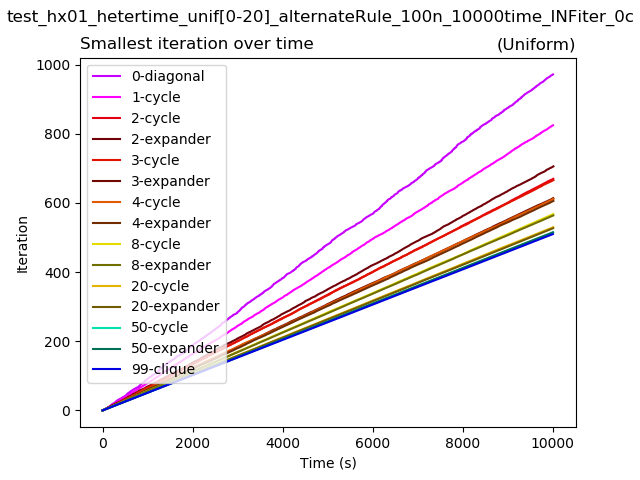 test_hx01_hetertime_unif[0-20]_alternateRule_100n_10000time_INFiter_0c
Smallest iteration over time
(Uniform)
1000
800
600
400
200
0
Iteration
0-diagonal
1-cycle
2-cycle
2-expander
3-cycle
3-expander
4-cycle
4-expander
8-cycle
8-expander
20-cycle
20-expander
50-cycle
50-expander
99-clique
0
2000
4000
6000
8000
10000
Time (s)